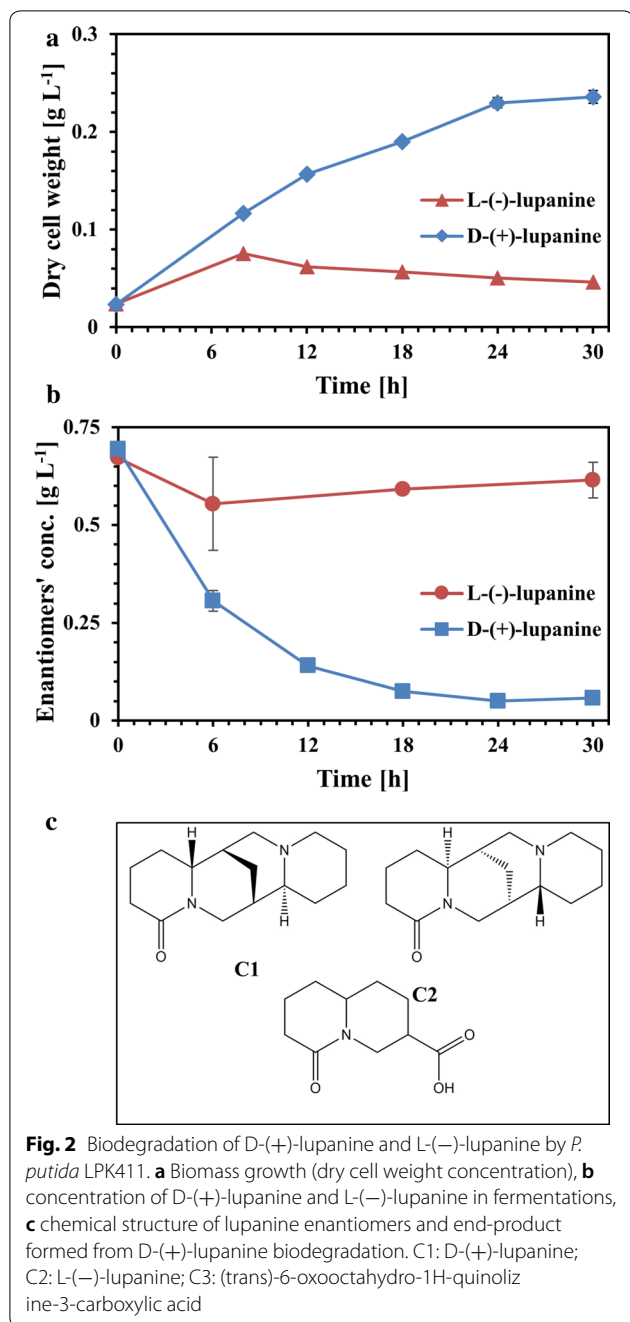 a
0.3
0.2
0.1
0
Dry cell weight [g L-1]
L-(-)-lupanine
D-(+)-lupanine
0 6 12 18 24 30
Time [h]
b
0.75
0.5
0.25
0
Enantiomers' conc. [g L-1]
L-(-)-lupanine
D-(+)-lupanine
0 6 12 18 24 30
Time [h]
c
H N N H O
H N N H O
C1
C2
N O O OH
Fig. 2 Biodegradation of D-(+)-lupanine and L-(−)-lupanine by P.
putida LPK411. a Biomass growth (dry cell weight concentration), b
concentration of D-(+)-lupanine and L-(−)-lupanine in fermentations,
c chemical structure of lupanine enantiomers and end-product
formed from D-(+)-lupanine biodegradation. C1: D-(+)-lupanine;
C2: L-(−)-lupanine; C3: (trans)-6-oxooctahydro-1H-quinoliz
ine-3-carboxylic acid